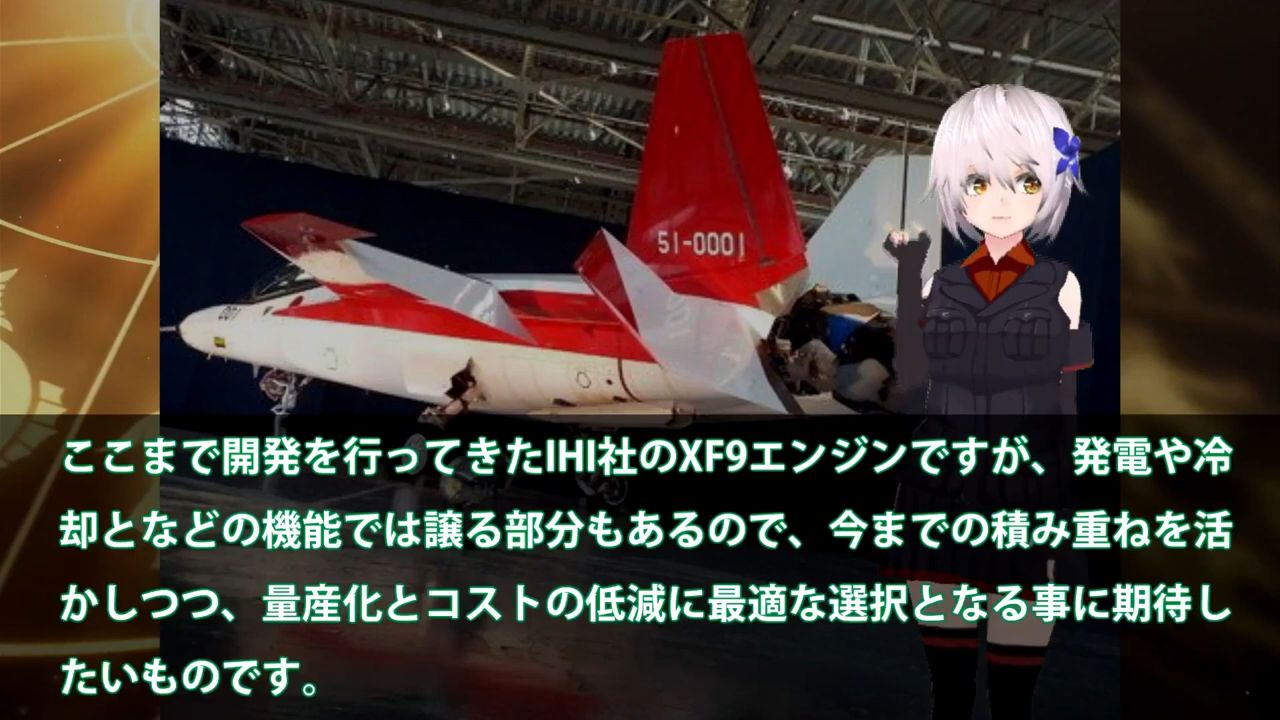 51-0001
ここまで開発を行ってきたIHI社のXF9エンジンですが、発電や冷
却となどの機能では譲る部分もあるので、今までの積み重ねを活
かしつつ、量産化とコストの低減に最適な選択となる事に期待し
たいものです。